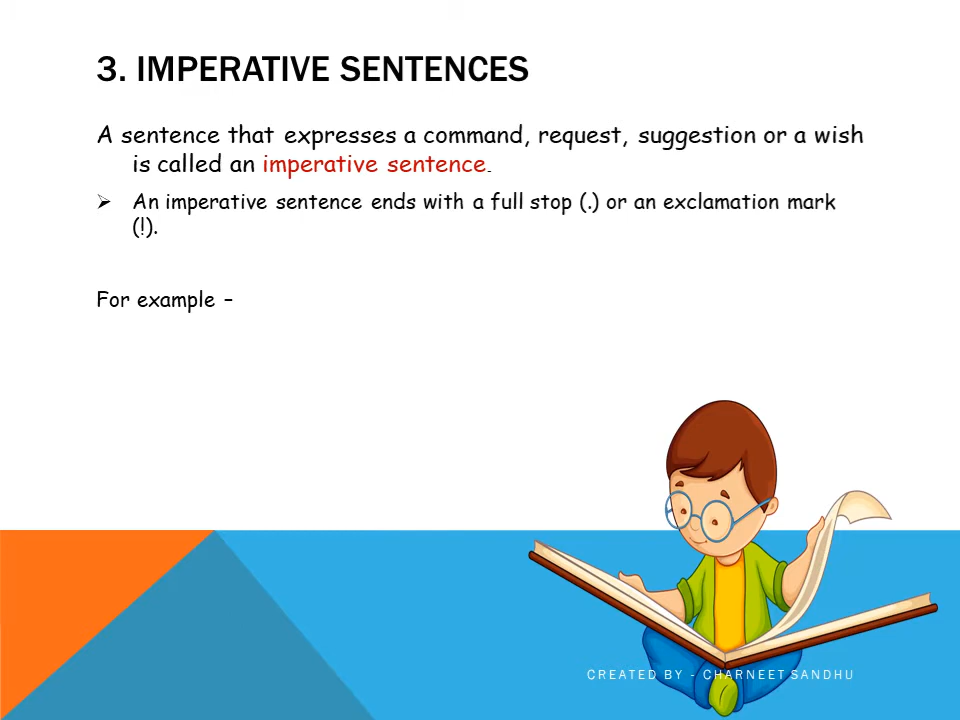 3. IMPERATIVE SENTENCES
A sentence that expresses a command, request, suggestion or a wish
is called an imperative sentence.
➢ An imperative sentence ends with a full stop (.) or an exclamation mark
(!).
For example –
CREATED BY - CHARNEET SANDHU